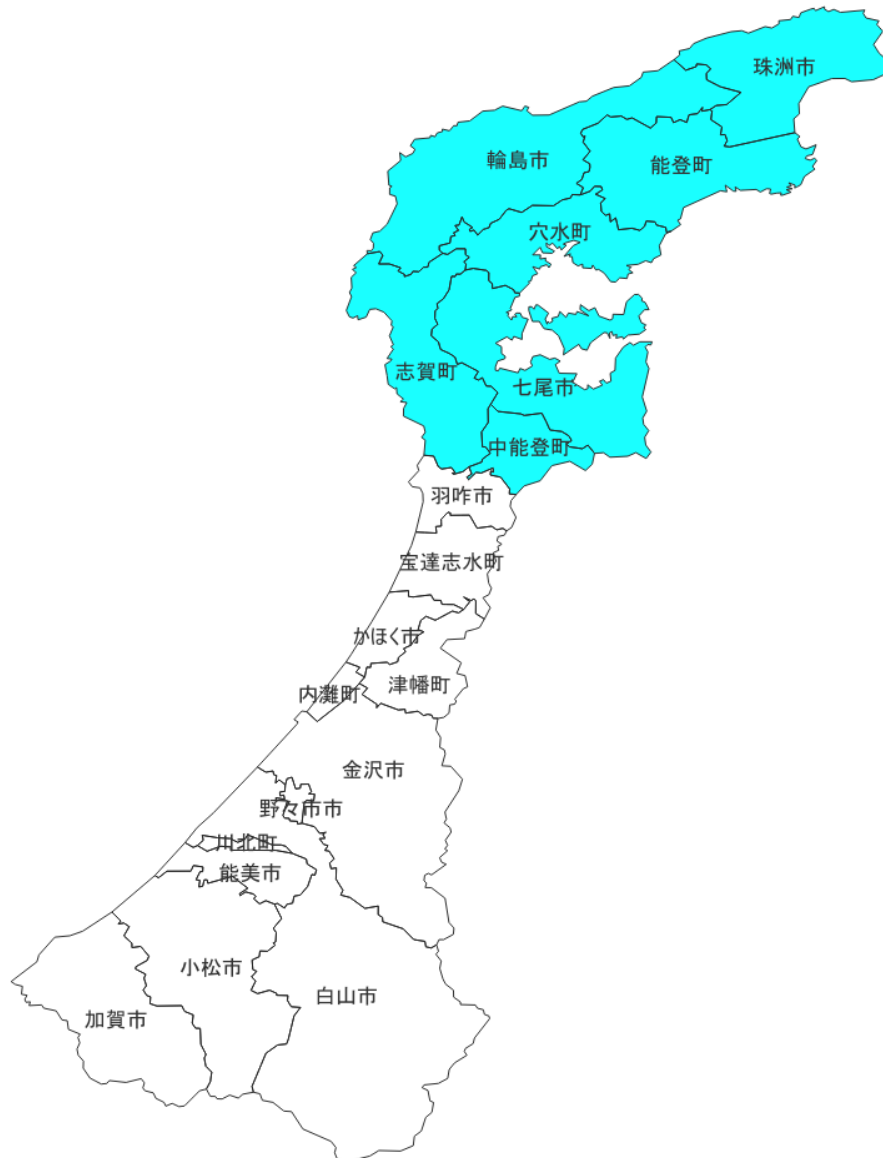 珠洲市
輪島市
能登町
穴水町
志賀町
七尾市
中能登町
羽咋市
宝達志水町
かほく市
津幡町
内灘町
金沢市
野々市市
川北町
能美市
小松市
白山市
加賀市